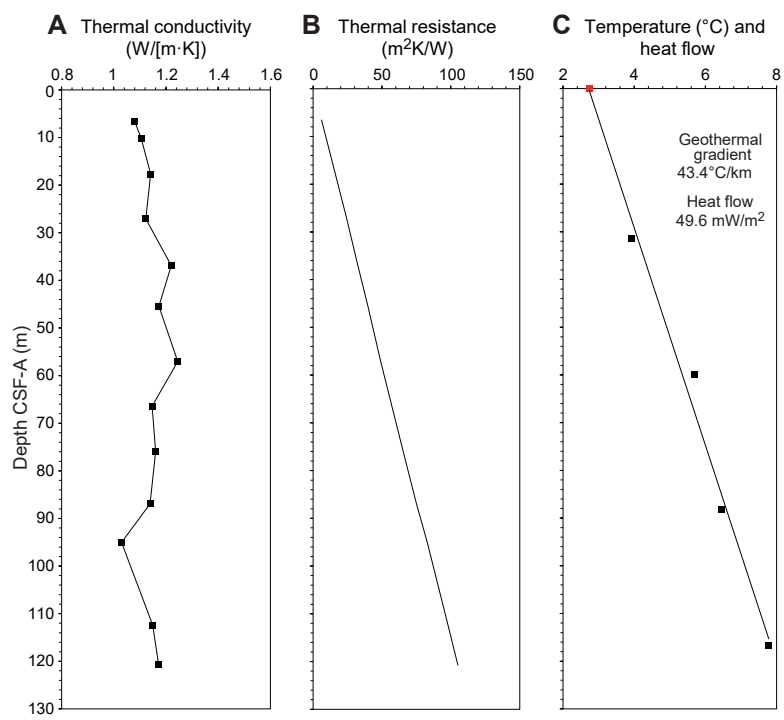 A Thermal conductivity
(W/[m·K])
0.8 1 1.2 1.4 1.6
B Thermal resistance
(m²K/W)
0 50 100 150
C Temperature (°C) and
heat flow
2 4 6 8
Depth CSF-A (m)
0
10
20
30
40
50
60
70
80
90
100
110
120
130
Geothermal
gradient
43.4°C/km
Heat flow
49.6 mW/m²